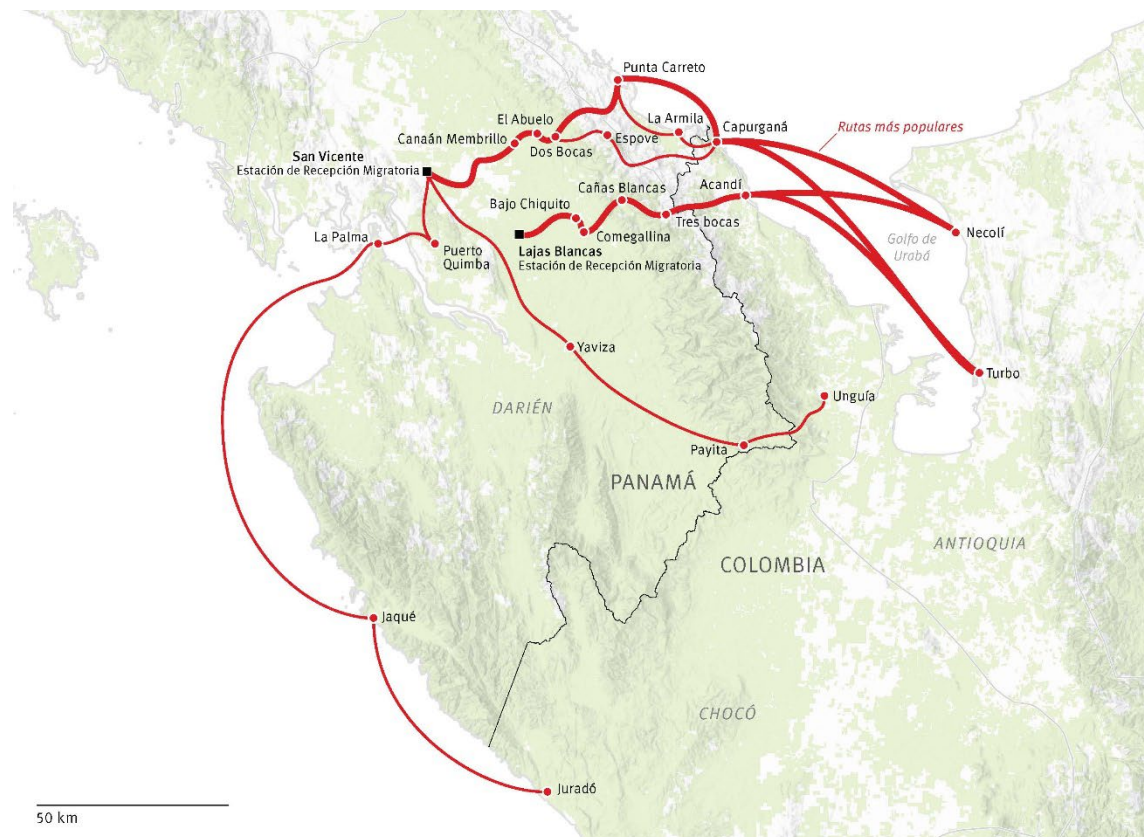 Punta Carreto
La Armila
El Abuelo
Capurganá
Rutas más populares
Canaán Membrillo
Dos Bocas
Espové
San Vicente
Estación de Recepción Migratoria
Cañas Blancas
Acandí
Bajo Chiquito
Tres bocas
Necolí
La Palma
Puerto
Quimba
Comegallina
Golfo de
Urabá
Lajas Blancas
Estación de Recepción Migratoria
Yaviza
Turbo
Unguía
DARIÉN
Payita
PANAMÁ
ANTIOQUIA
COLOMBIA
Jaqué
CHOCÓ
Juradó
50 km